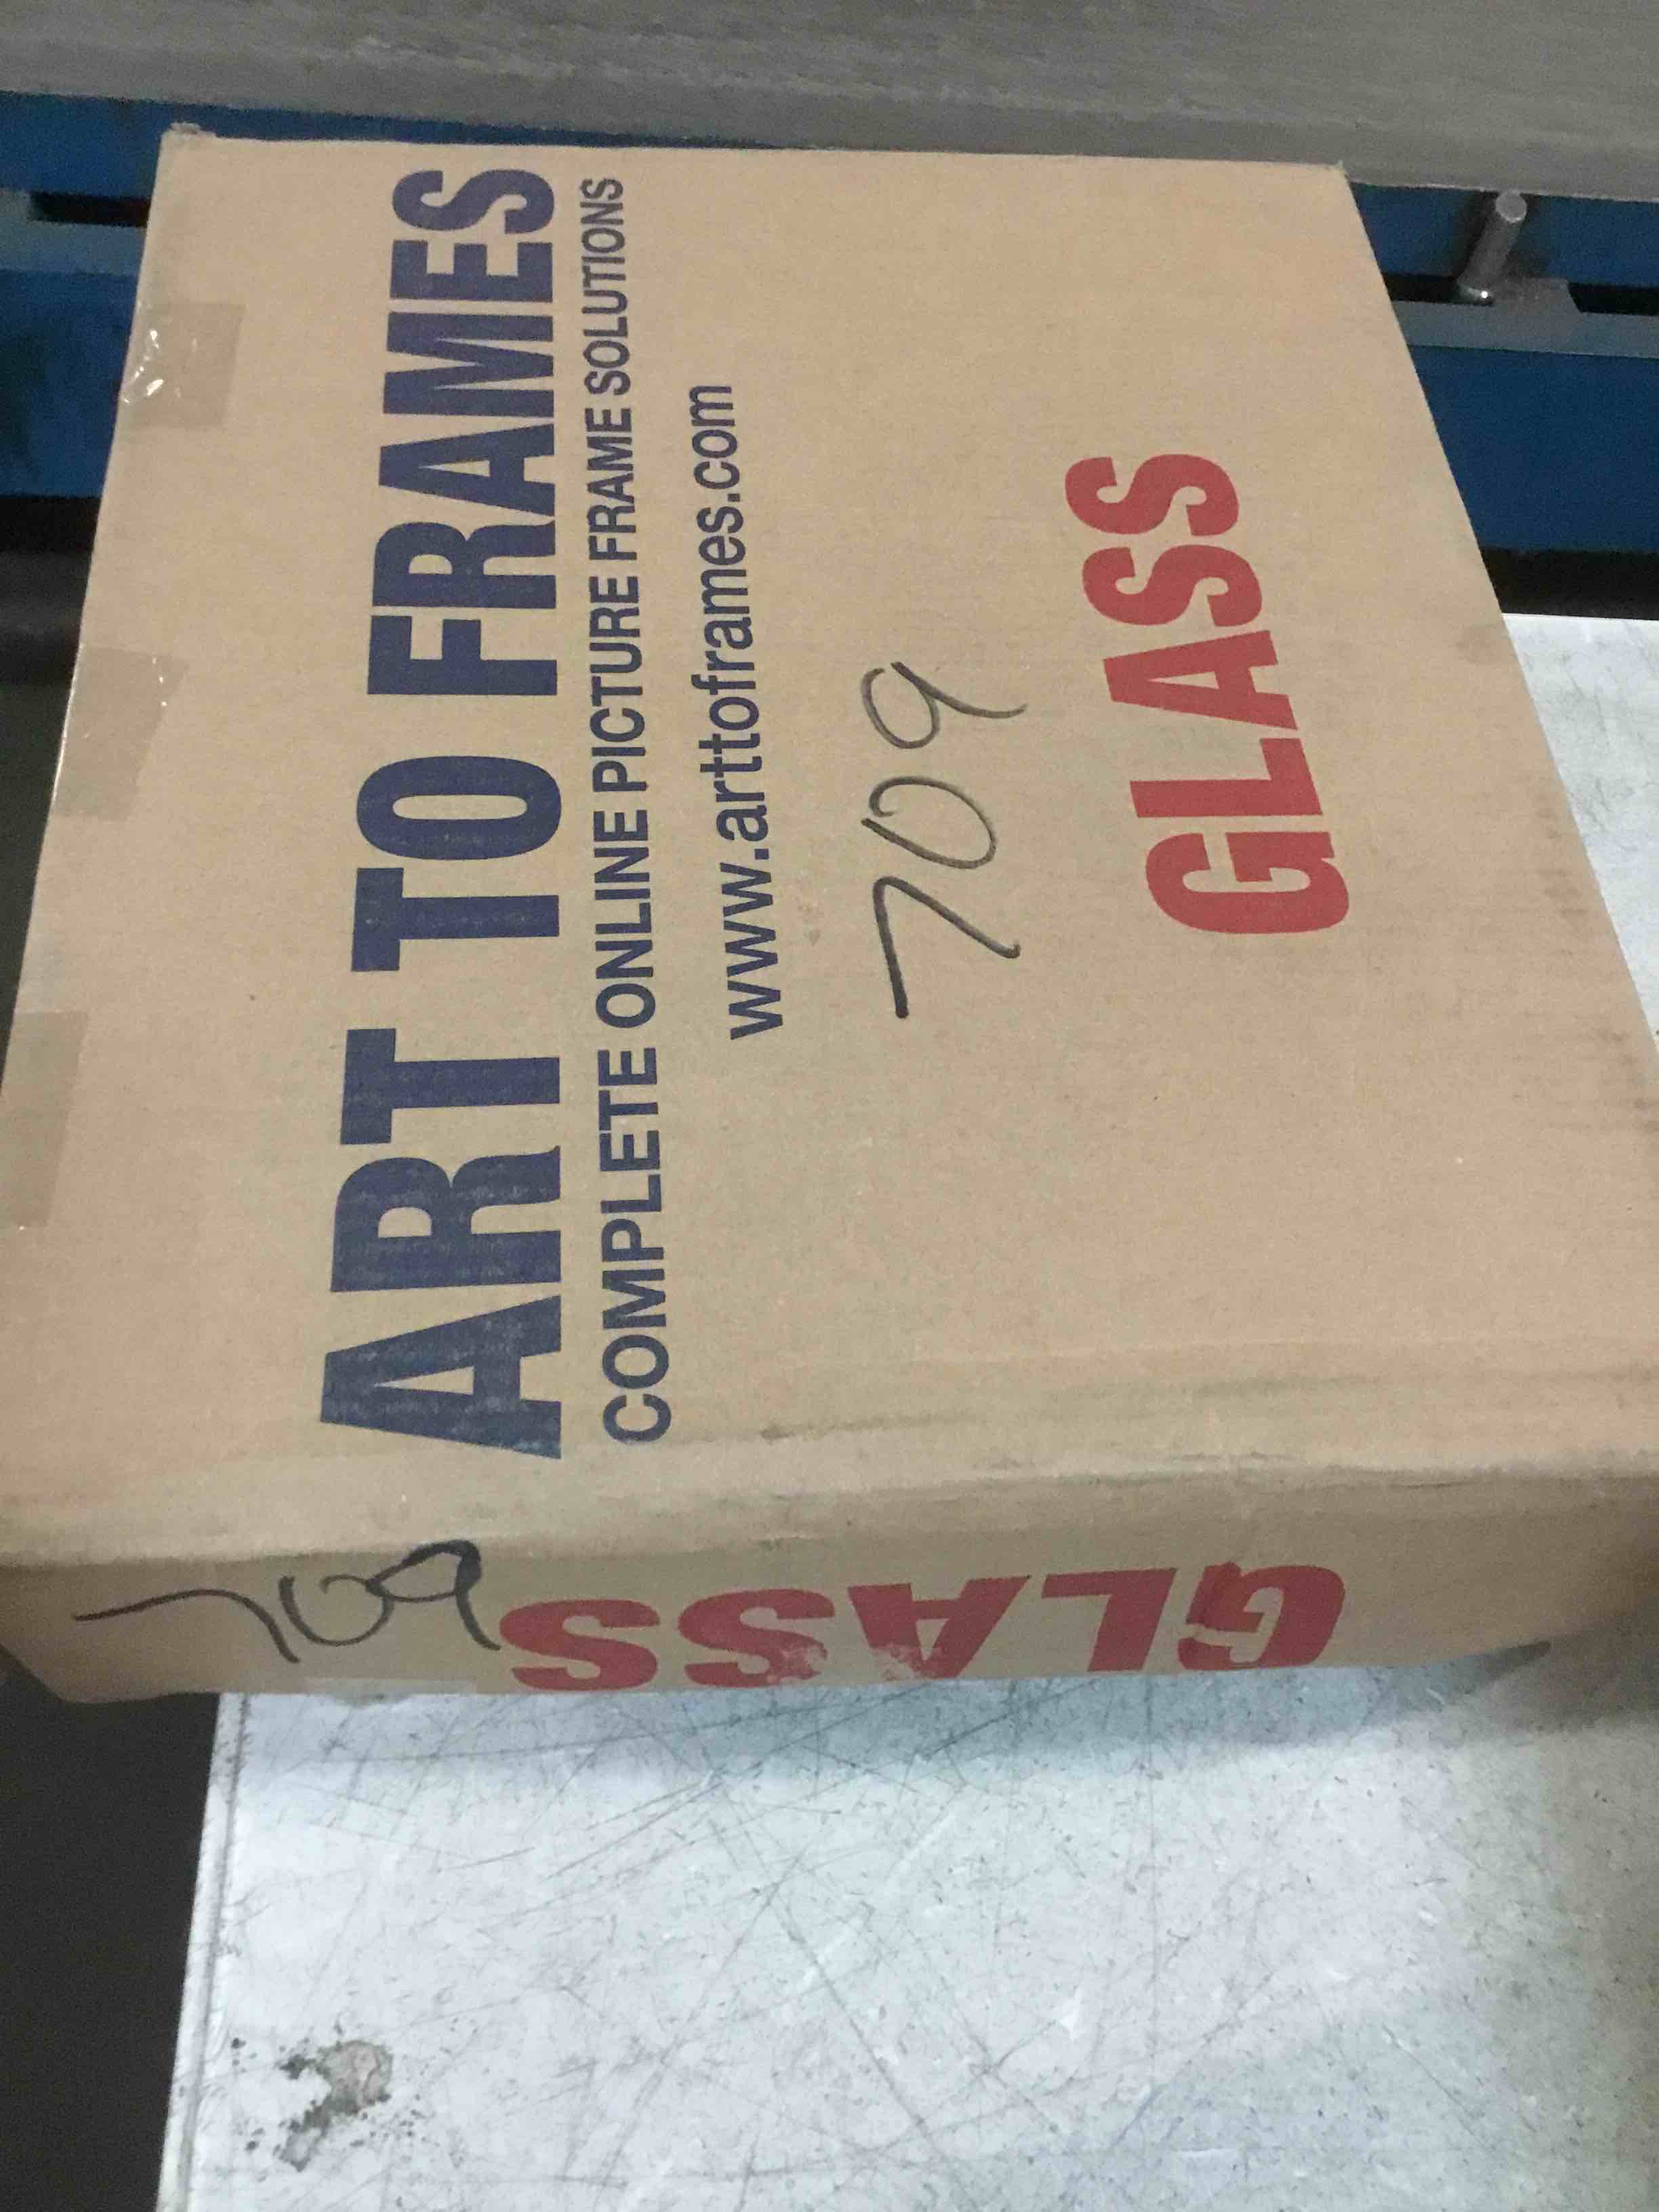 ART TO FRAMES
COMPLETE ONLINE PICTURE FRAME SOLUTIONS
www.arttoframes.com
709
GLASS
709
GLASS